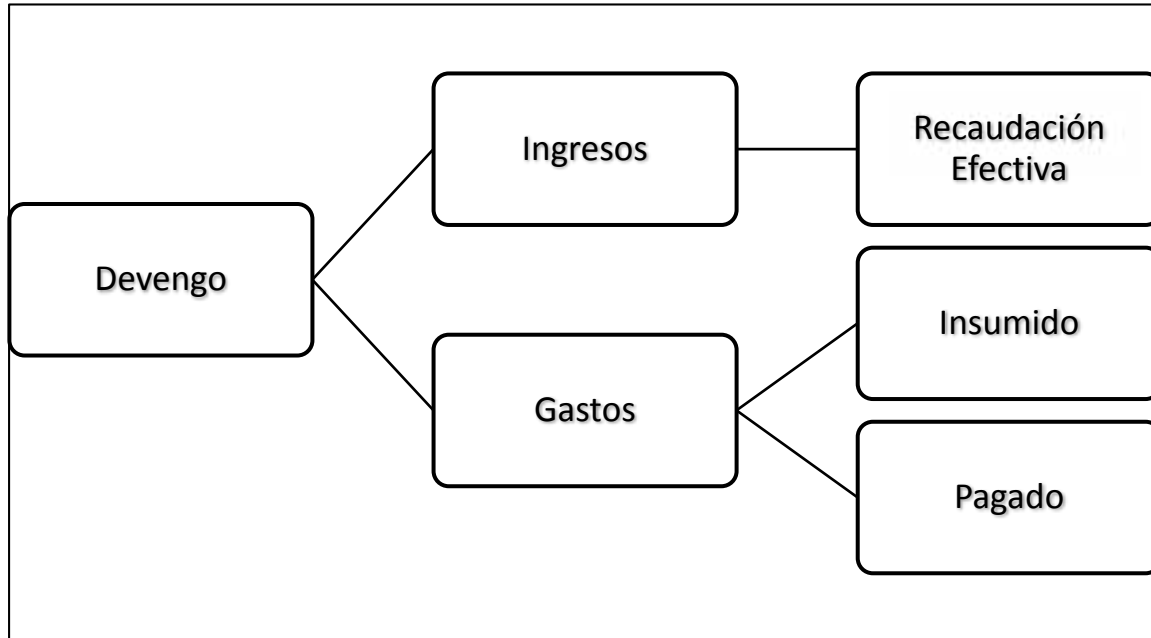 Devengo
Ingresos
Recaudación
Efectiva
Gastos
Insumido
Pagado